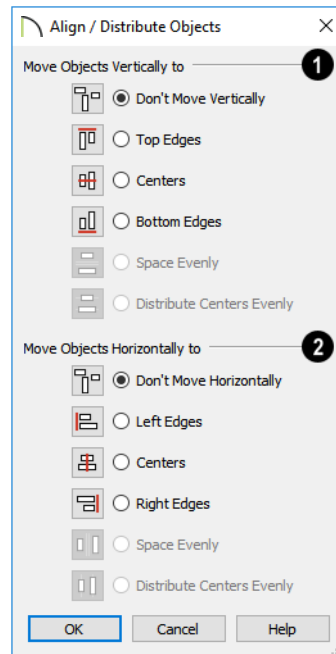 Align / Distribute Objects
Move Objects Vertically to 1
Don't Move Vertically
Top Edges
Centers
Bottom Edges
Space Evenly
Distribute Centers Evenly
Move Objects Horizontally to 2
Don't Move Horizontally
Left Edges
Centers
Right Edges
Space Evenly
Distribute Centers Evenly
OK Cancel Help